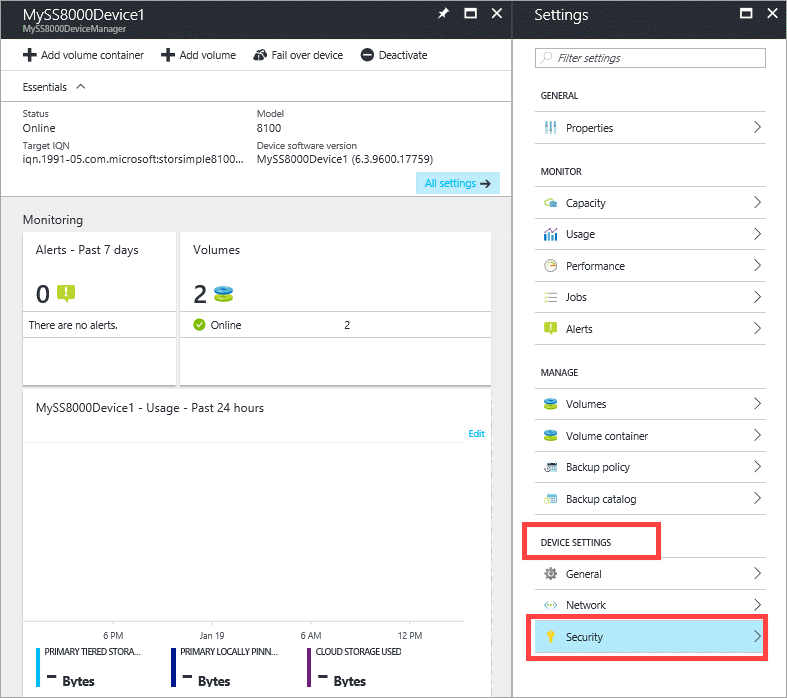 MySS8000Device1
MySS8000DeviceManager
Add volume container Add volume Fail over device Deactivate
Essentials
Status Model
Online 8100
Target IQN Device software version
iqn.1991-05.com.microsoft:storsimple8100... MySS8000Device1 (6.3.9600.17759)
All settings
Monitoring
Alerts - Past 7 days
0
There are no alerts.
Volumes
2
Online 2
MySS8000Device1 - Usage - Past 24 hours
Edit
6 PM Jan 19 6 AM 12 PM
PRIMARY TIERED STORA... PRIMARY LOCALLY PINN... CLOUD STORAGE USED
-- Bytes -- Bytes -- Bytes
Settings
Filter settings
GENERAL
Properties
MONITOR
Capacity
Usage
Performance
Jobs
Alerts
MANAGE
Volumes
Volume container
Backup policy
Backup catalog
DEVICE SETTINGS
General
Network
Security